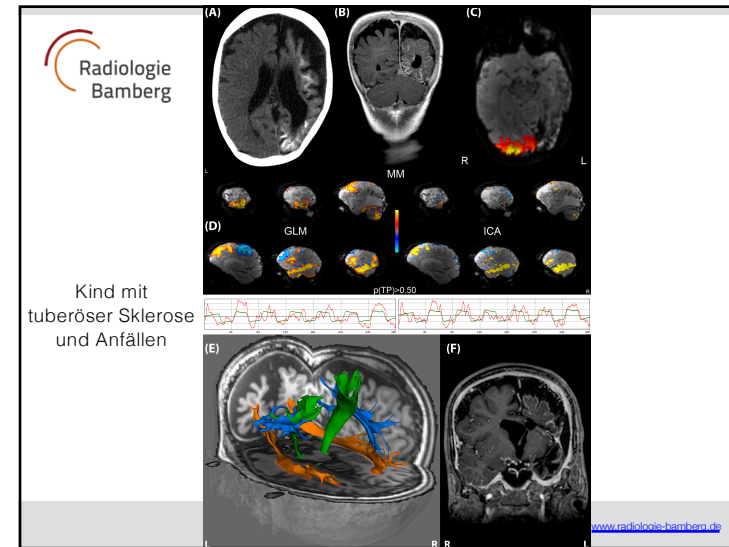 Radiologie
Bamberg
(A)
(B)
(C)
R
L
L
MM
(D)
GLM
ICA
p(TP)>0.50
R
Kind mit
tuberöser Sklerose
und Anfällen
(E)
(F)
L
R
R
L
www.radiologie-bamberg.de